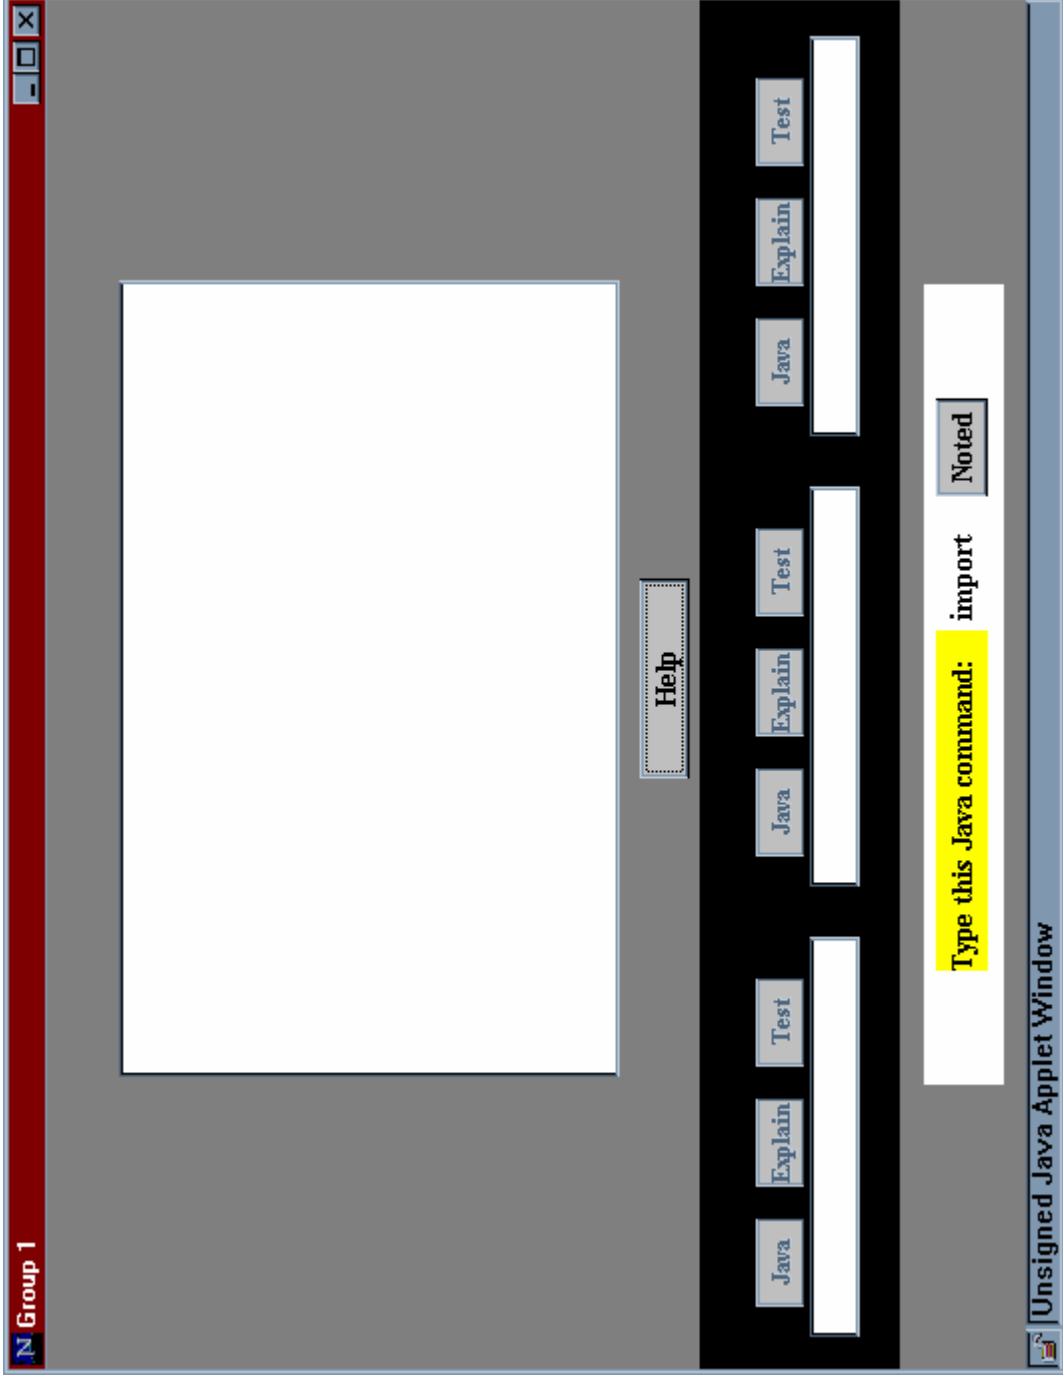 N Group 1
Help
Java Explain Test Java Explain Test Java Explain Test
Type this Java command: import Noted
Unsigned Java Applet Window